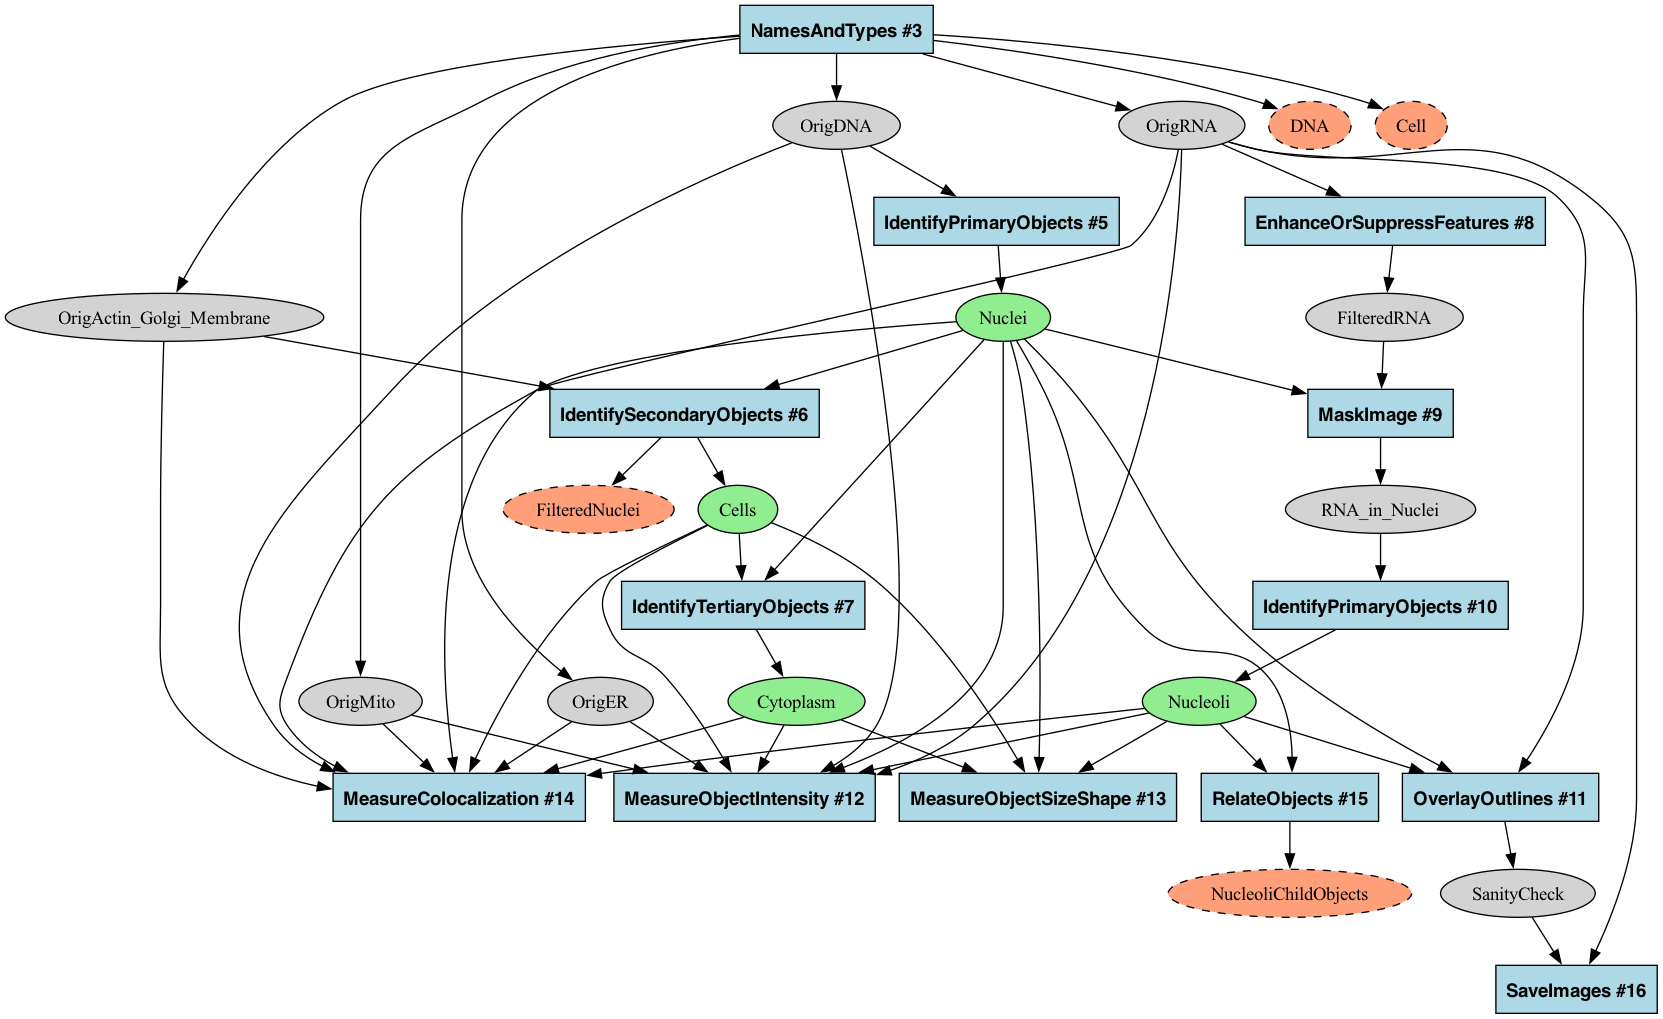 NamesAndTypes #3
OrigDNA
OrigRNA
DNA
Cell
IdentifyPrimaryObjects #5
EnhanceOrSuppressFeatures #8
OrigActin_Golgi_Membrane
Nuclei
FilteredRNA
IdentifySecondaryObjects #6
MaskImage #9
FilteredNuclei
Cells
RNA_in_Nuclei
IdentifyTertiaryObjects #7
IdentifyPrimaryObjects #10
OrigMito
OrigER
Cytoplasm
Nucleoli
MeasureColocalization #14
MeasureObjectIntensity #12
MeasureObjectSizeShape #13
RelateObjects #15
OverlayOutlines #11
NucleoliChildObjects
SanityCheck
SaveImages #16